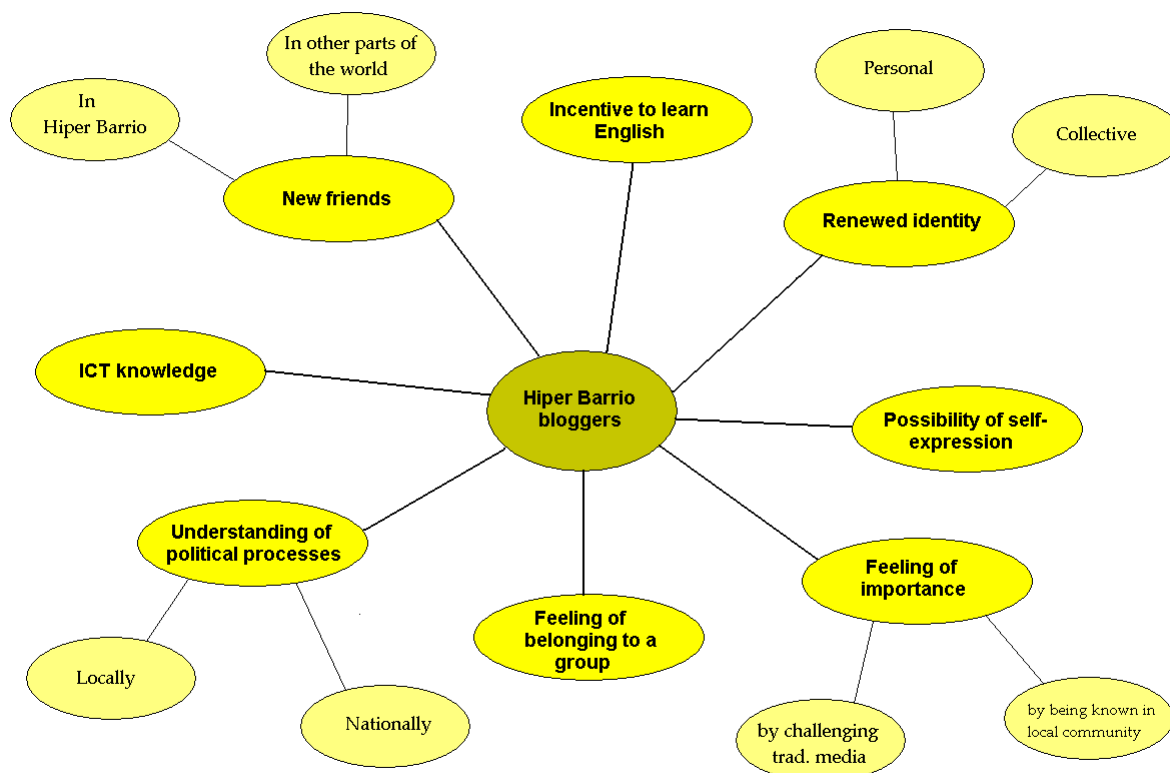 In other parts of
the world
In
Hiper Barrio
New friends
Incentive to learn
English
Personal
Collective
Renewed identity
ICT knowledge
Hiper Barrio
bloggers
Possibility of self-
expression
Understanding of
political processes
Locally
Nationally
Feeling of
belonging to a
group
Feeling of
importance
by challenging
trad. media
by being known in
local community